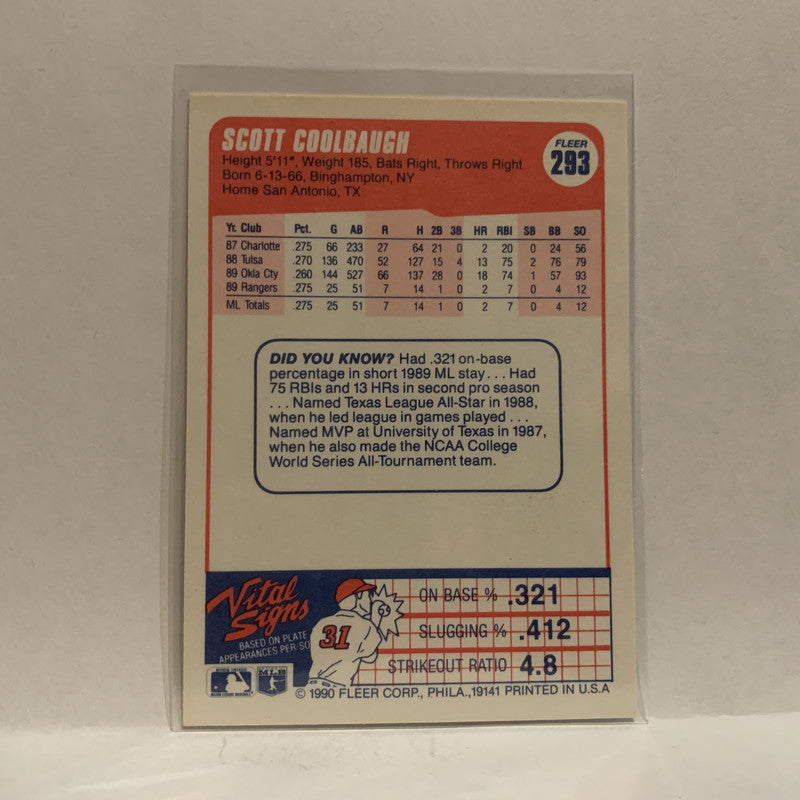 SCOTT COOLBAUGH
FLEER
293
Height 5'11", Weight 185, Bats Right, Throws Right
Born 6-13-66, Binghampton, NY
Home San Antonio, TX
Yr. Club Pct. G AB R H 2B 3B HR RBI SB BB SO
87 Charlotte .275 66 233 27 64 21 0 2 20 0 24 56
88 Tulsa .270 136 470 52 127 15 4 13 75 2 76 79
89 Okla Cty .260 144 527 66 137 28 0 18 74 1 57 93
89 Rangers .275 25 51 7 14 1 0 2 7 0 4 12
ML Totals .275 25 51 7 14 1 0 2 7 0 4 12
DID YOU KNOW? Had .321 on-base
percentage in short 1989 ML stay... Had
75 RBIs and 13 HRs in second pro season
... Named Texas League All-Star in 1988,
when he led league in games played...
Named MVP at University of Texas in 1987,
when he also made the NCAA College
World Series All-Tournament team.
Vital
Signs
BASED ON PLATE
APPEARANCES PER SO
31
ON BASE % .321
SLUGGING % .412
STRIKEOUT RATIO 4.8
MLB
© 1990 FLEER CORP., PHILA.,19141 PRINTED IN U.S.A